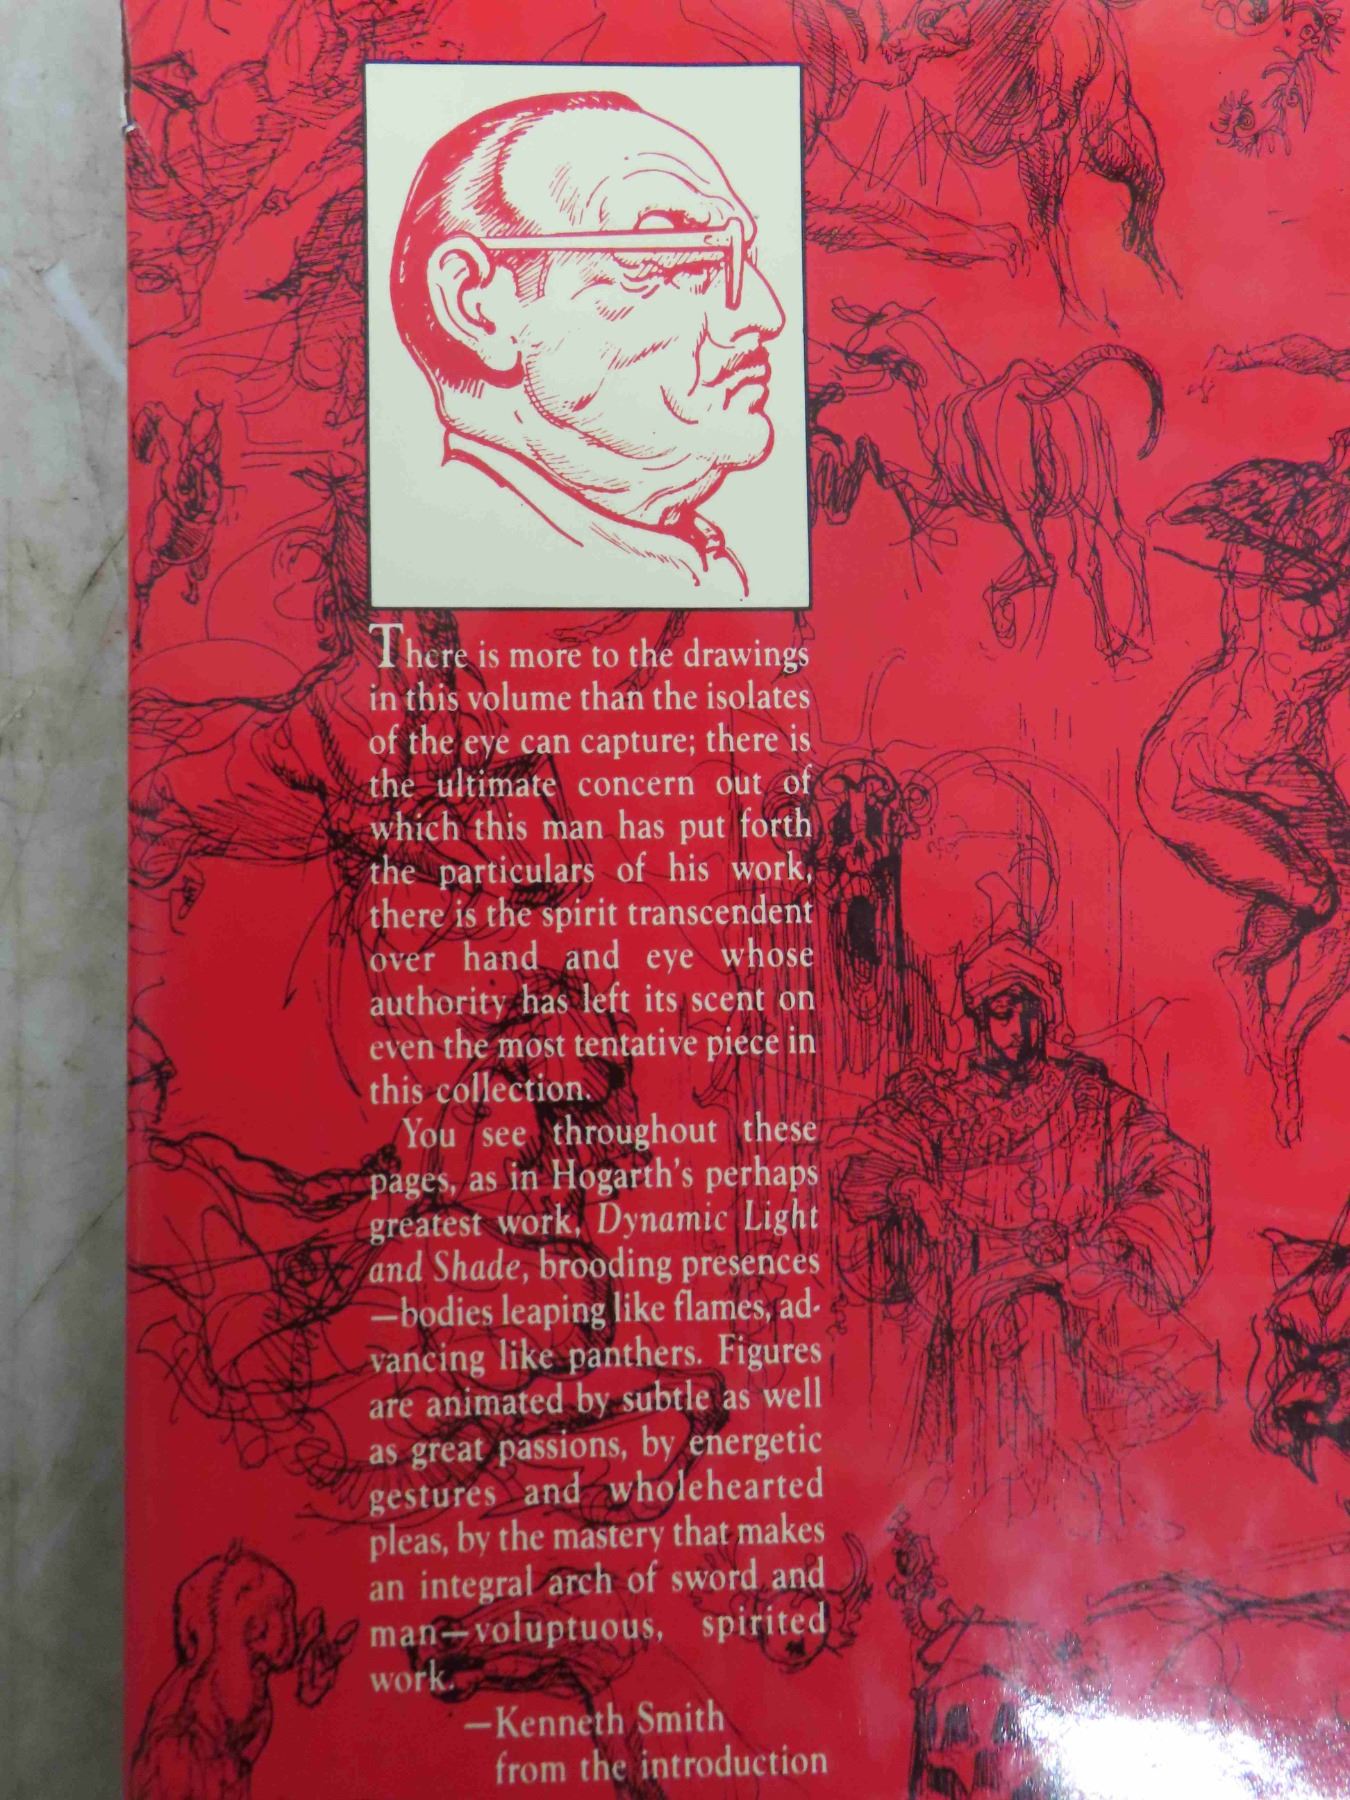 There is more to the drawings
in this volume than the isolates
of the eye can capture; there is
the ultimate concern out of
which this man has put forth
the particulars of his work,
there is the spirit transcendent
over hand and eye whose
authority has left its scent on
even the most tentative piece in
this collection.
You see throughout these
pages, as in Hogarth's perhaps
greatest work, Dynamic Light
and Shade, brooding presences
—bodies leaping like flames, ad-
vancing like panthers. Figures
are animated by subtle as well
as great passions, by energetic
gestures and wholehearted
pleas, by the mastery that makes
an integral arch of sword and
man—voluptuous, spirited
work.
—Kenneth Smith
from the introduction